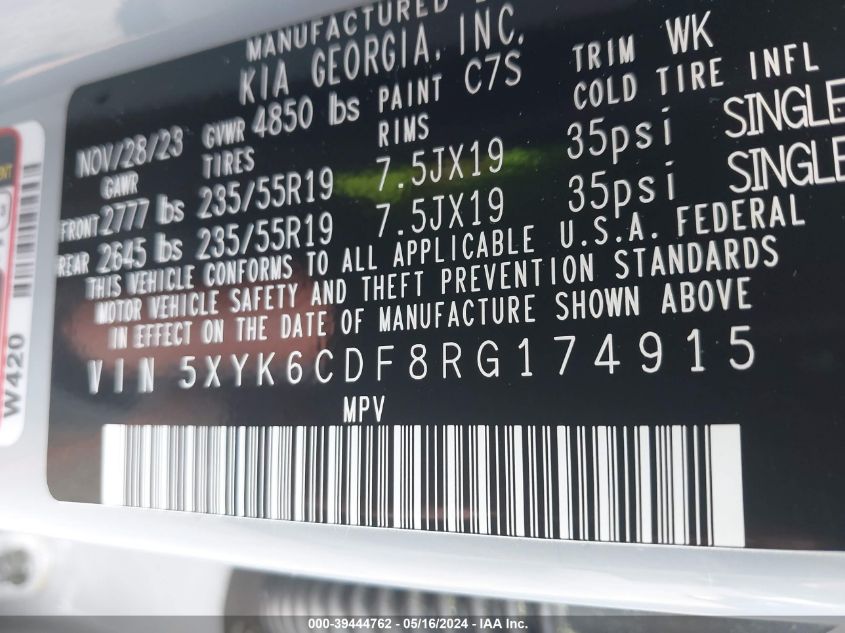 MANUFACTURED
KIA GEORGIA, INC.
NOV/28/23 GVWR 4850 lbs PAINT C7S TRIM WK
GAWR TIRES RIMS COLD TIRE INFL
FRONT 2777 lbs 235/55R19 7.5JX19 35psi SINGLE
REAR 2645 lbs 235/55R19 7.5JX19 35psi SINGLE
THIS VEHICLE CONFORMS TO ALL APPLICABLE U.S.A. FEDERAL
MOTOR VEHICLE SAFETY AND THEFT PREVENTION STANDARDS
IN EFFECT ON THE DATE OF MANUFACTURE SHOWN ABOVE
VIN 5XYK6CDF8RG174915
MPV
W420
000-39444762 - 05/16/2024 - IAA Inc.